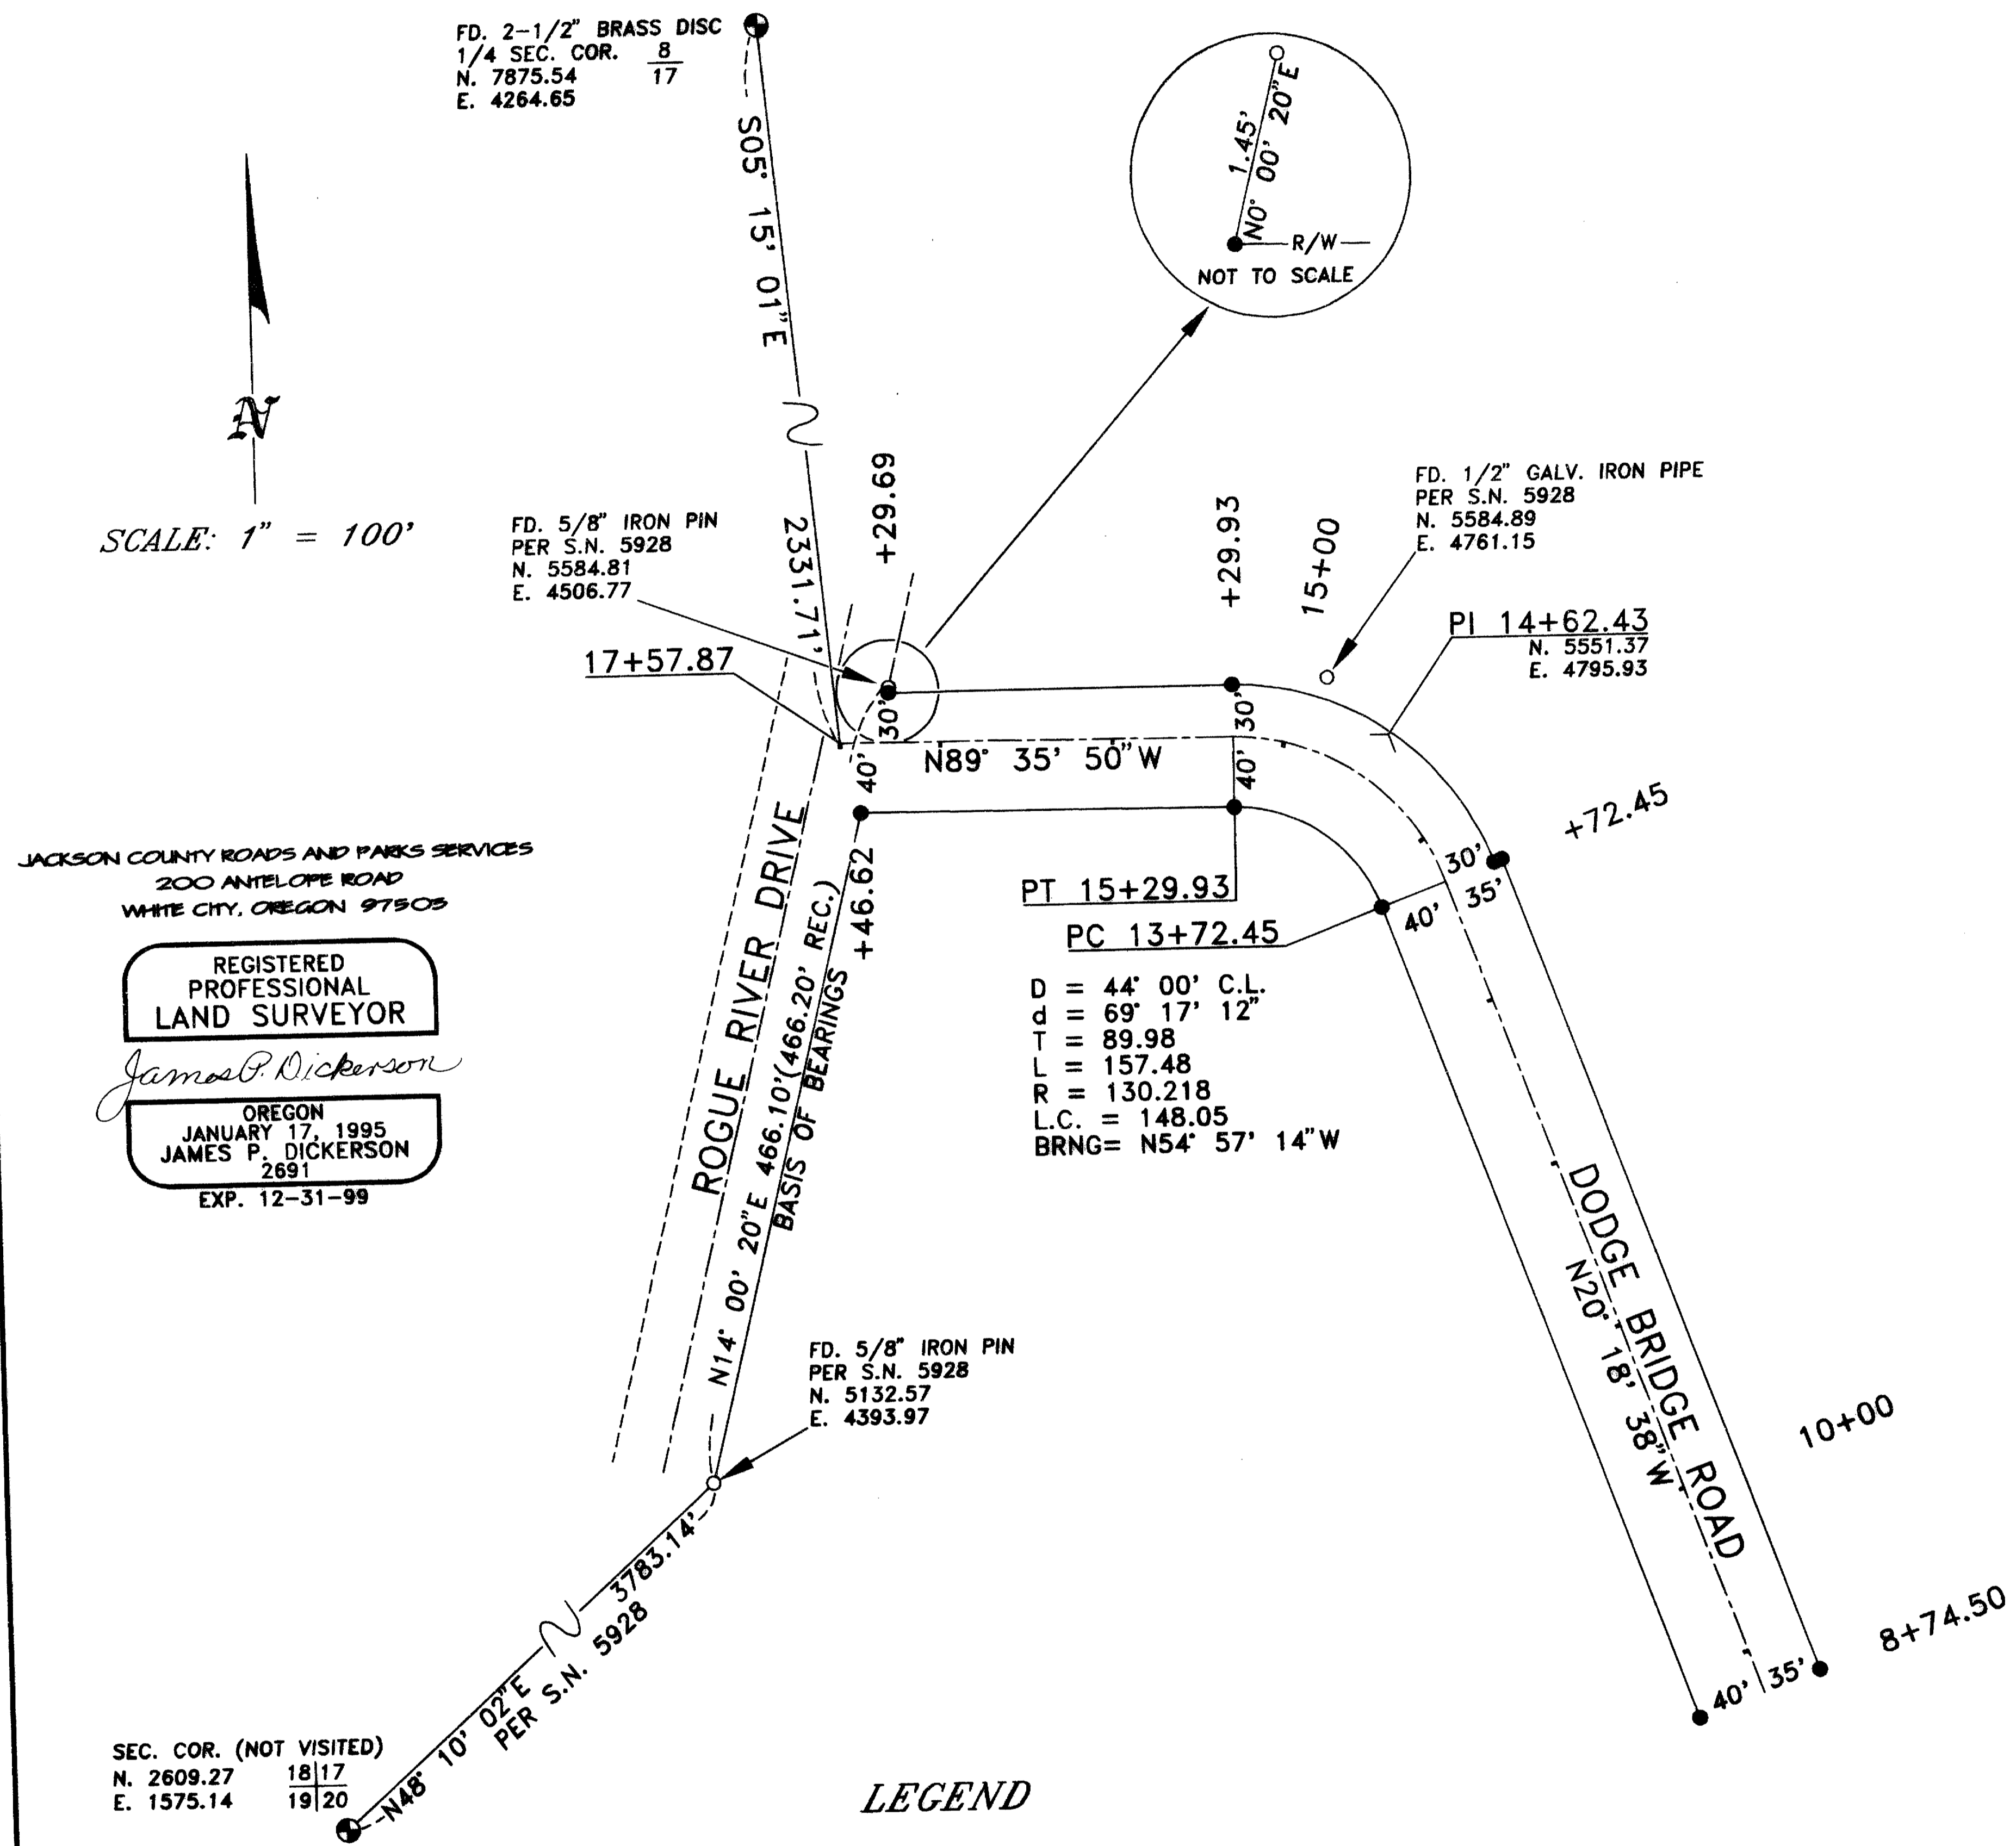 FD. 2-1/2" BRASS DISC
1/4 SEC. COR. 8
17
N. 7875.54
E. 4264.65
S05° 15' 01"E
2331.71'
1.45'
N0° 00' 20"E
R/W
NOT TO SCALE
N
SCALE: 1" = 100'
FD. 5/8" IRON PIN
PER S.N. 5928
N. 5584.81
E. 4506.77
+29.69
+29.93
15+00
FD. 1/2" GALV. IRON PIPE
PER S.N. 5928
N. 5584.89
E. 4761.15
PI 14+62.43
N. 5551.37
E. 4795.93
17+57.87
30'
40'
N89° 35' 50"W
30'
40'
+72.45
30'
35'
40'
+46.62
PT 15+29.93
PC 13+72.45
D = 44° 00' C.L.
d = 69° 17' 12"
T = 89.98
L = 157.48
R = 130.218
L.C. = 148.05
BRNG= N54° 57' 14"W
JACKSON COUNTY ROADS AND PARKS SERVICES
200 ANTELOPE ROAD
WHITE CITY, OREGON 97503
REGISTERED
PROFESSIONAL
LAND SURVEYOR
James P. Dickerson
OREGON
JANUARY 17, 1995
JAMES P. DICKERSON
2691
EXP. 12-31-99
ROGUE RIVER DRIVE
N14° 00' 20"E 466.10'(466.20' REC.)
BASIS OF BEARINGS
DODGE BRIDGE ROAD
N20° 18' 38"W
10+00
8+74.50
40'
35'
FD. 5/8" IRON PIN
PER S.N. 5928
N. 5132.57
E. 4393.97
N48° 10' 02"E
3783.14'
PER S.N. 5928
SEC. COR. (NOT VISITED)
N. 2609.27 18 17
E. 1575.14 19 20
LEGEND